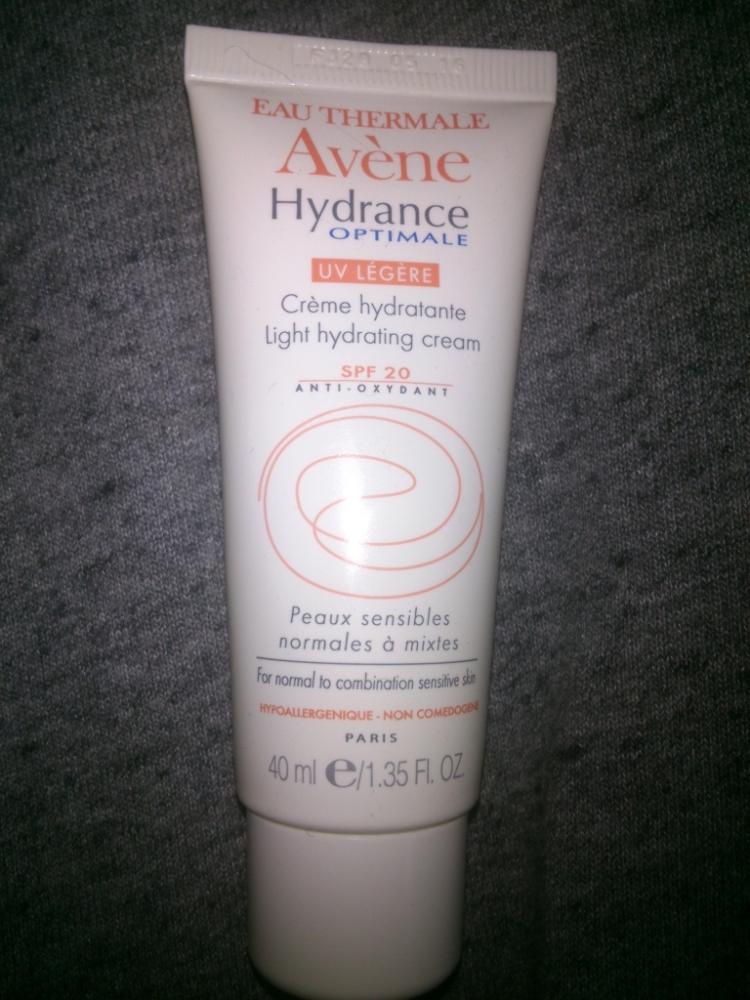 EAU THERMALE
Avène
Hydrance
OPTIMALE
UV LÉGÈRE
Crème hydratante
Light hydrating cream
SPF 20
ANTI-OXYDANT
Peaux sensibles
normales à mixtes
For normal to combination sensitive skin
HYPOALLERGENIQUE - NON COMEDOGENE
PARIS
40 ml e/1.35 Fl. OZ.